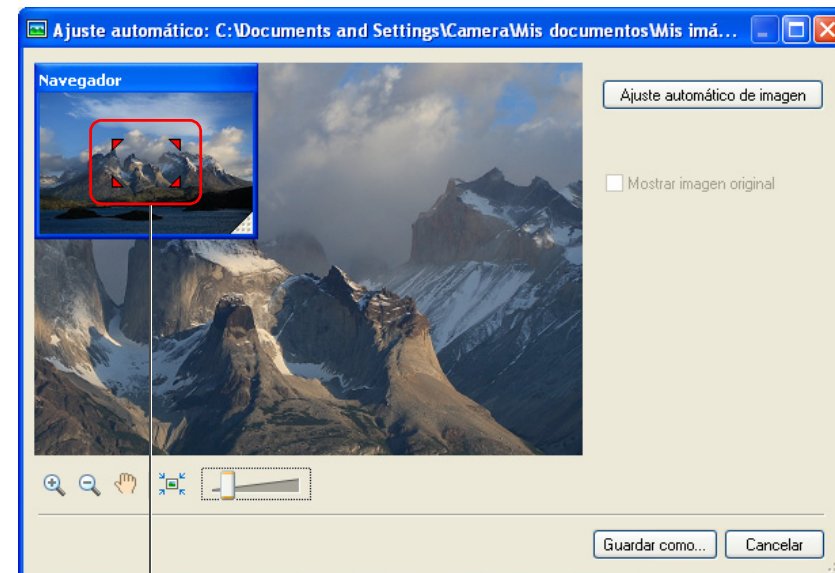 Ajuste automático: C:\Documents and Settings\Camera\Mis documentos\Mis imá...
Navegador
Ajuste automático de imagen
Mostrar imagen original
Guardar como...
Cancelar